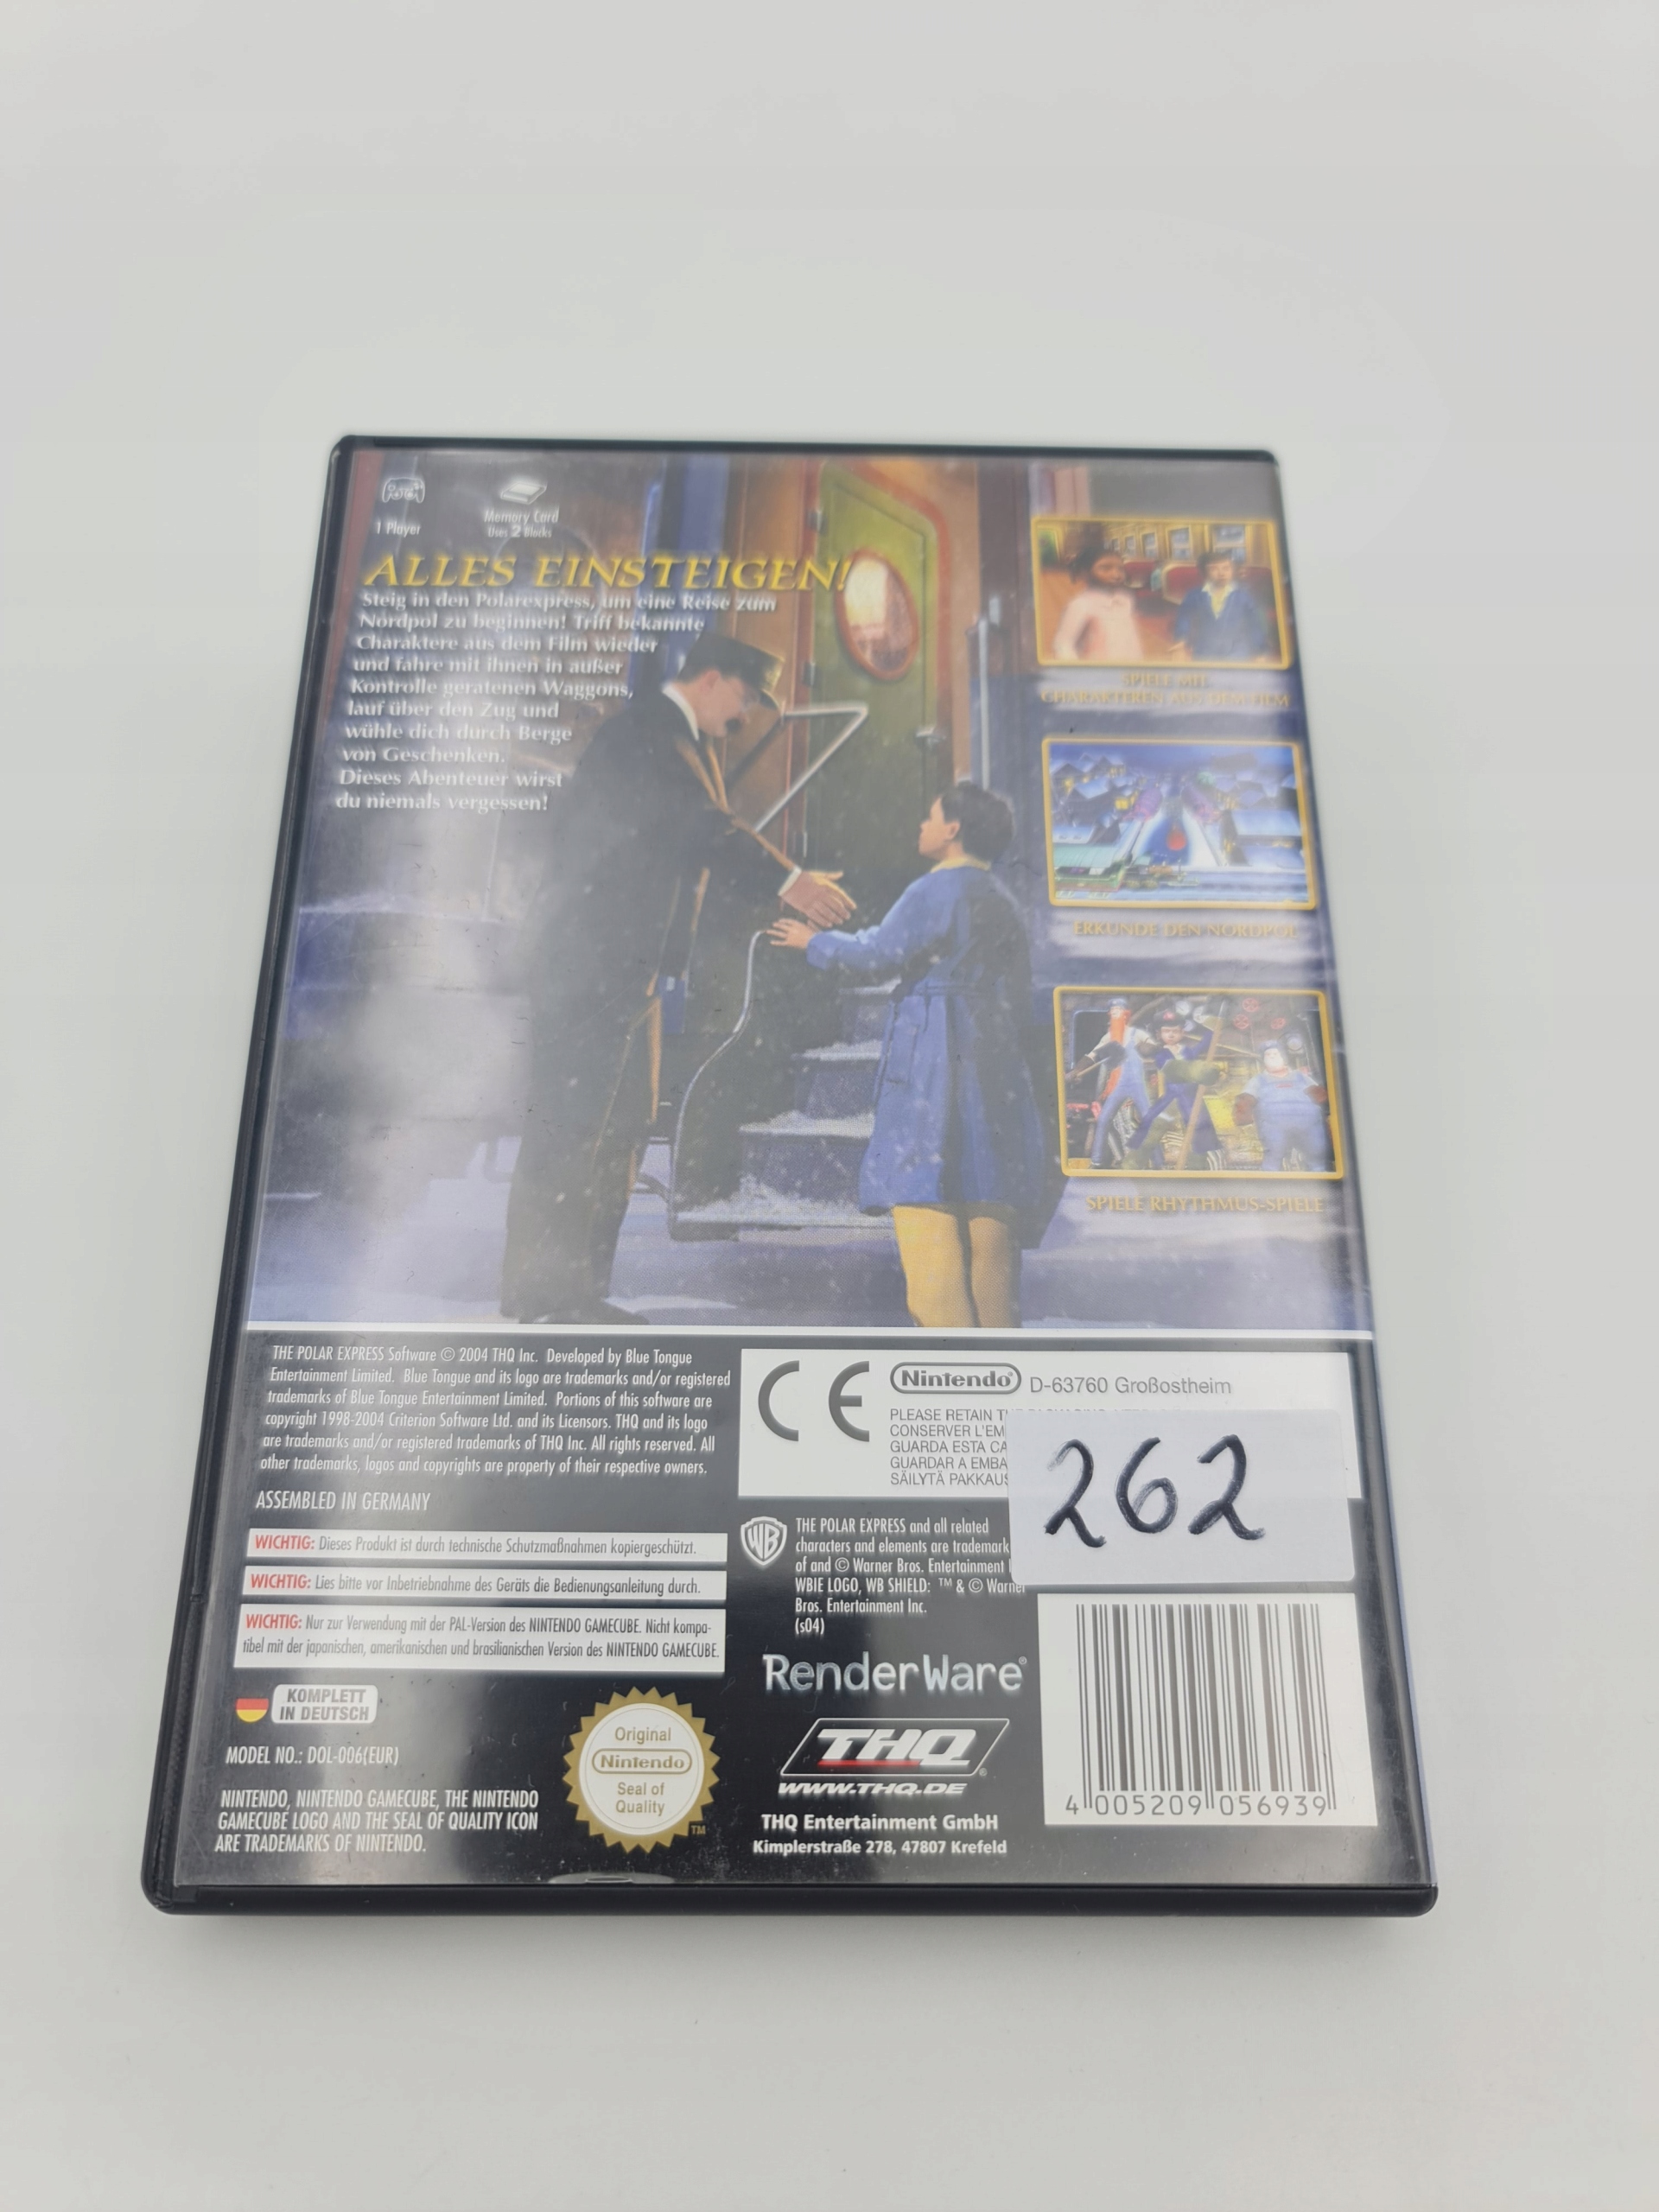 1 Player
Memory Card
Uses 2 Blocks
ALLES EINSTEIGEN!
Steig in den Polarexpress, um eine Reise zum
Nordpol zu beginnen! Triff bekannte
Charaktere aus dem Film wieder
und fahre mit ihnen in außer
Kontrolle geratenen Waggons,
lauf über den Zug und
wühle dich durch Berge
von Geschenken.
Dieses Abenteuer wirst
du niemals vergessen!
SPIELE MIT
CHARAKTEREN AUS DEM FILM
ERKUNDE DEN NORDPOL
SPIELE RHYTHMUS-SPIELE
THE POLAR EXPRESS Software © 2004 THQ Inc. Developed by Blue Tongue
Entertainment Limited. Blue Tongue and its logo are trademarks and/or registered
trademarks of Blue Tongue Entertainment Limited. Portions of this software are
copyright 1998-2004 Criterion Software Ltd. and its Licensors. THQ and its logo
are trademarks and/or registered trademarks of THQ Inc. All rights reserved. All
other trademarks, logos and copyrights are property of their respective owners.
ASSEMBLED IN GERMANY
WICHTIG: Dieses Produkt ist durch technische Schutzmaßnahmen kopiergeschützt.
WICHTIG: Lies bitte vor Inbetriebnahme des Geräts die Bedienungsanleitung durch.
WICHTIG: Nur zur Verwendung mit der PAL-Version des NINTENDO GAMECUBE. Nicht kompa-
tibel mit der japanischen, amerikanischen und brasilianischen Version des NINTENDO GAMECUBE.
KOMPLETT
IN DEUTSCH
MODEL NO.: DOL-006(EUR)
NINTENDO, NINTENDO GAMECUBE, THE NINTENDO
GAMECUBE LOGO AND THE SEAL OF QUALITY ICON
ARE TRADEMARKS OF NINTENDO.
Original
Nintendo
Seal of
Quality
TM
CE
Nintendo® D-63760 Großostheim
PLEASE RETAIN
CONSERVER L'EM
GUARDA ESTA CA
GUARDAR A EMBA
SÄILYTÄ PAKKAUS
262
WB
THE POLAR EXPRESS and all related
characters and elements are trademark
of and © Warner Bros. Entertainment
WBIE LOGO, WB SHIELD: ™ & © Warner
Bros. Entertainment Inc.
(s04)
RenderWare®
THQ®
WWW.THQ.DE
THQ Entertainment GmbH
Kimplerstraße 278, 47807 Krefeld
4 005209 056939